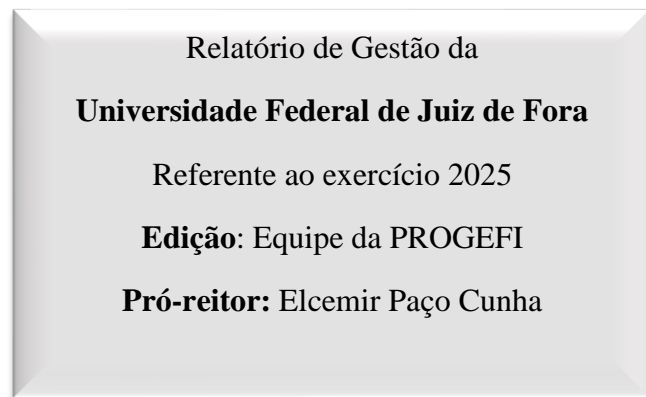 Relatório de Gestão da
Universidade Federal de Juiz de Fora
Referente ao exercício 2025
Edição: Equipe da PROGEFI
Pró-reitor: Elcemir Paço Cunha